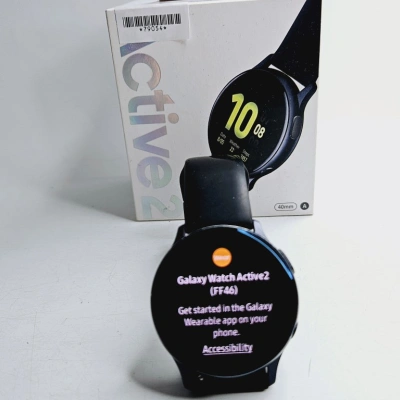 *79054*
active2
10
08
40mm
Galaxy Watch Active2
(FF46)
Get started in the Galaxy
Wearable app on your
phone.
Accessibility